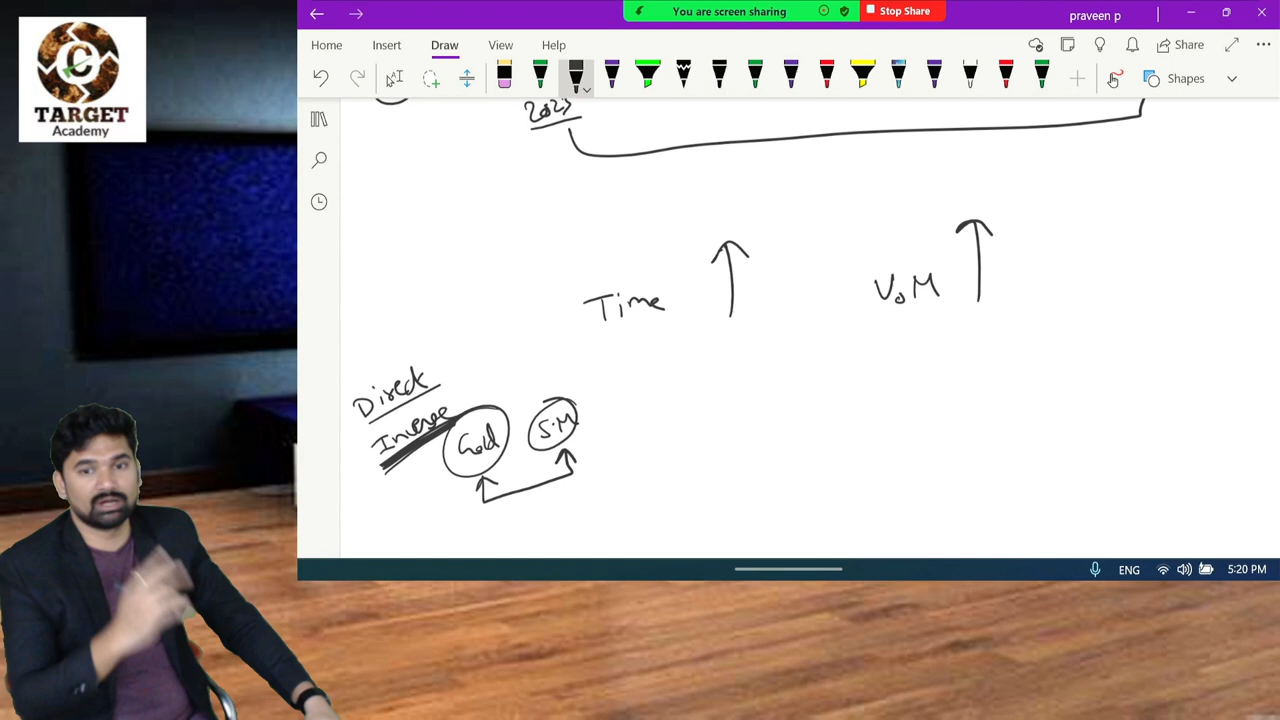 TARGET
Academy
You are screen sharing
Stop Share
praveen p
Home
Insert
Draw
View
Help
Share
Shapes
2023
Time
VoM
Direct
Inverse
Gold
S.M
ENG
5:20 PM